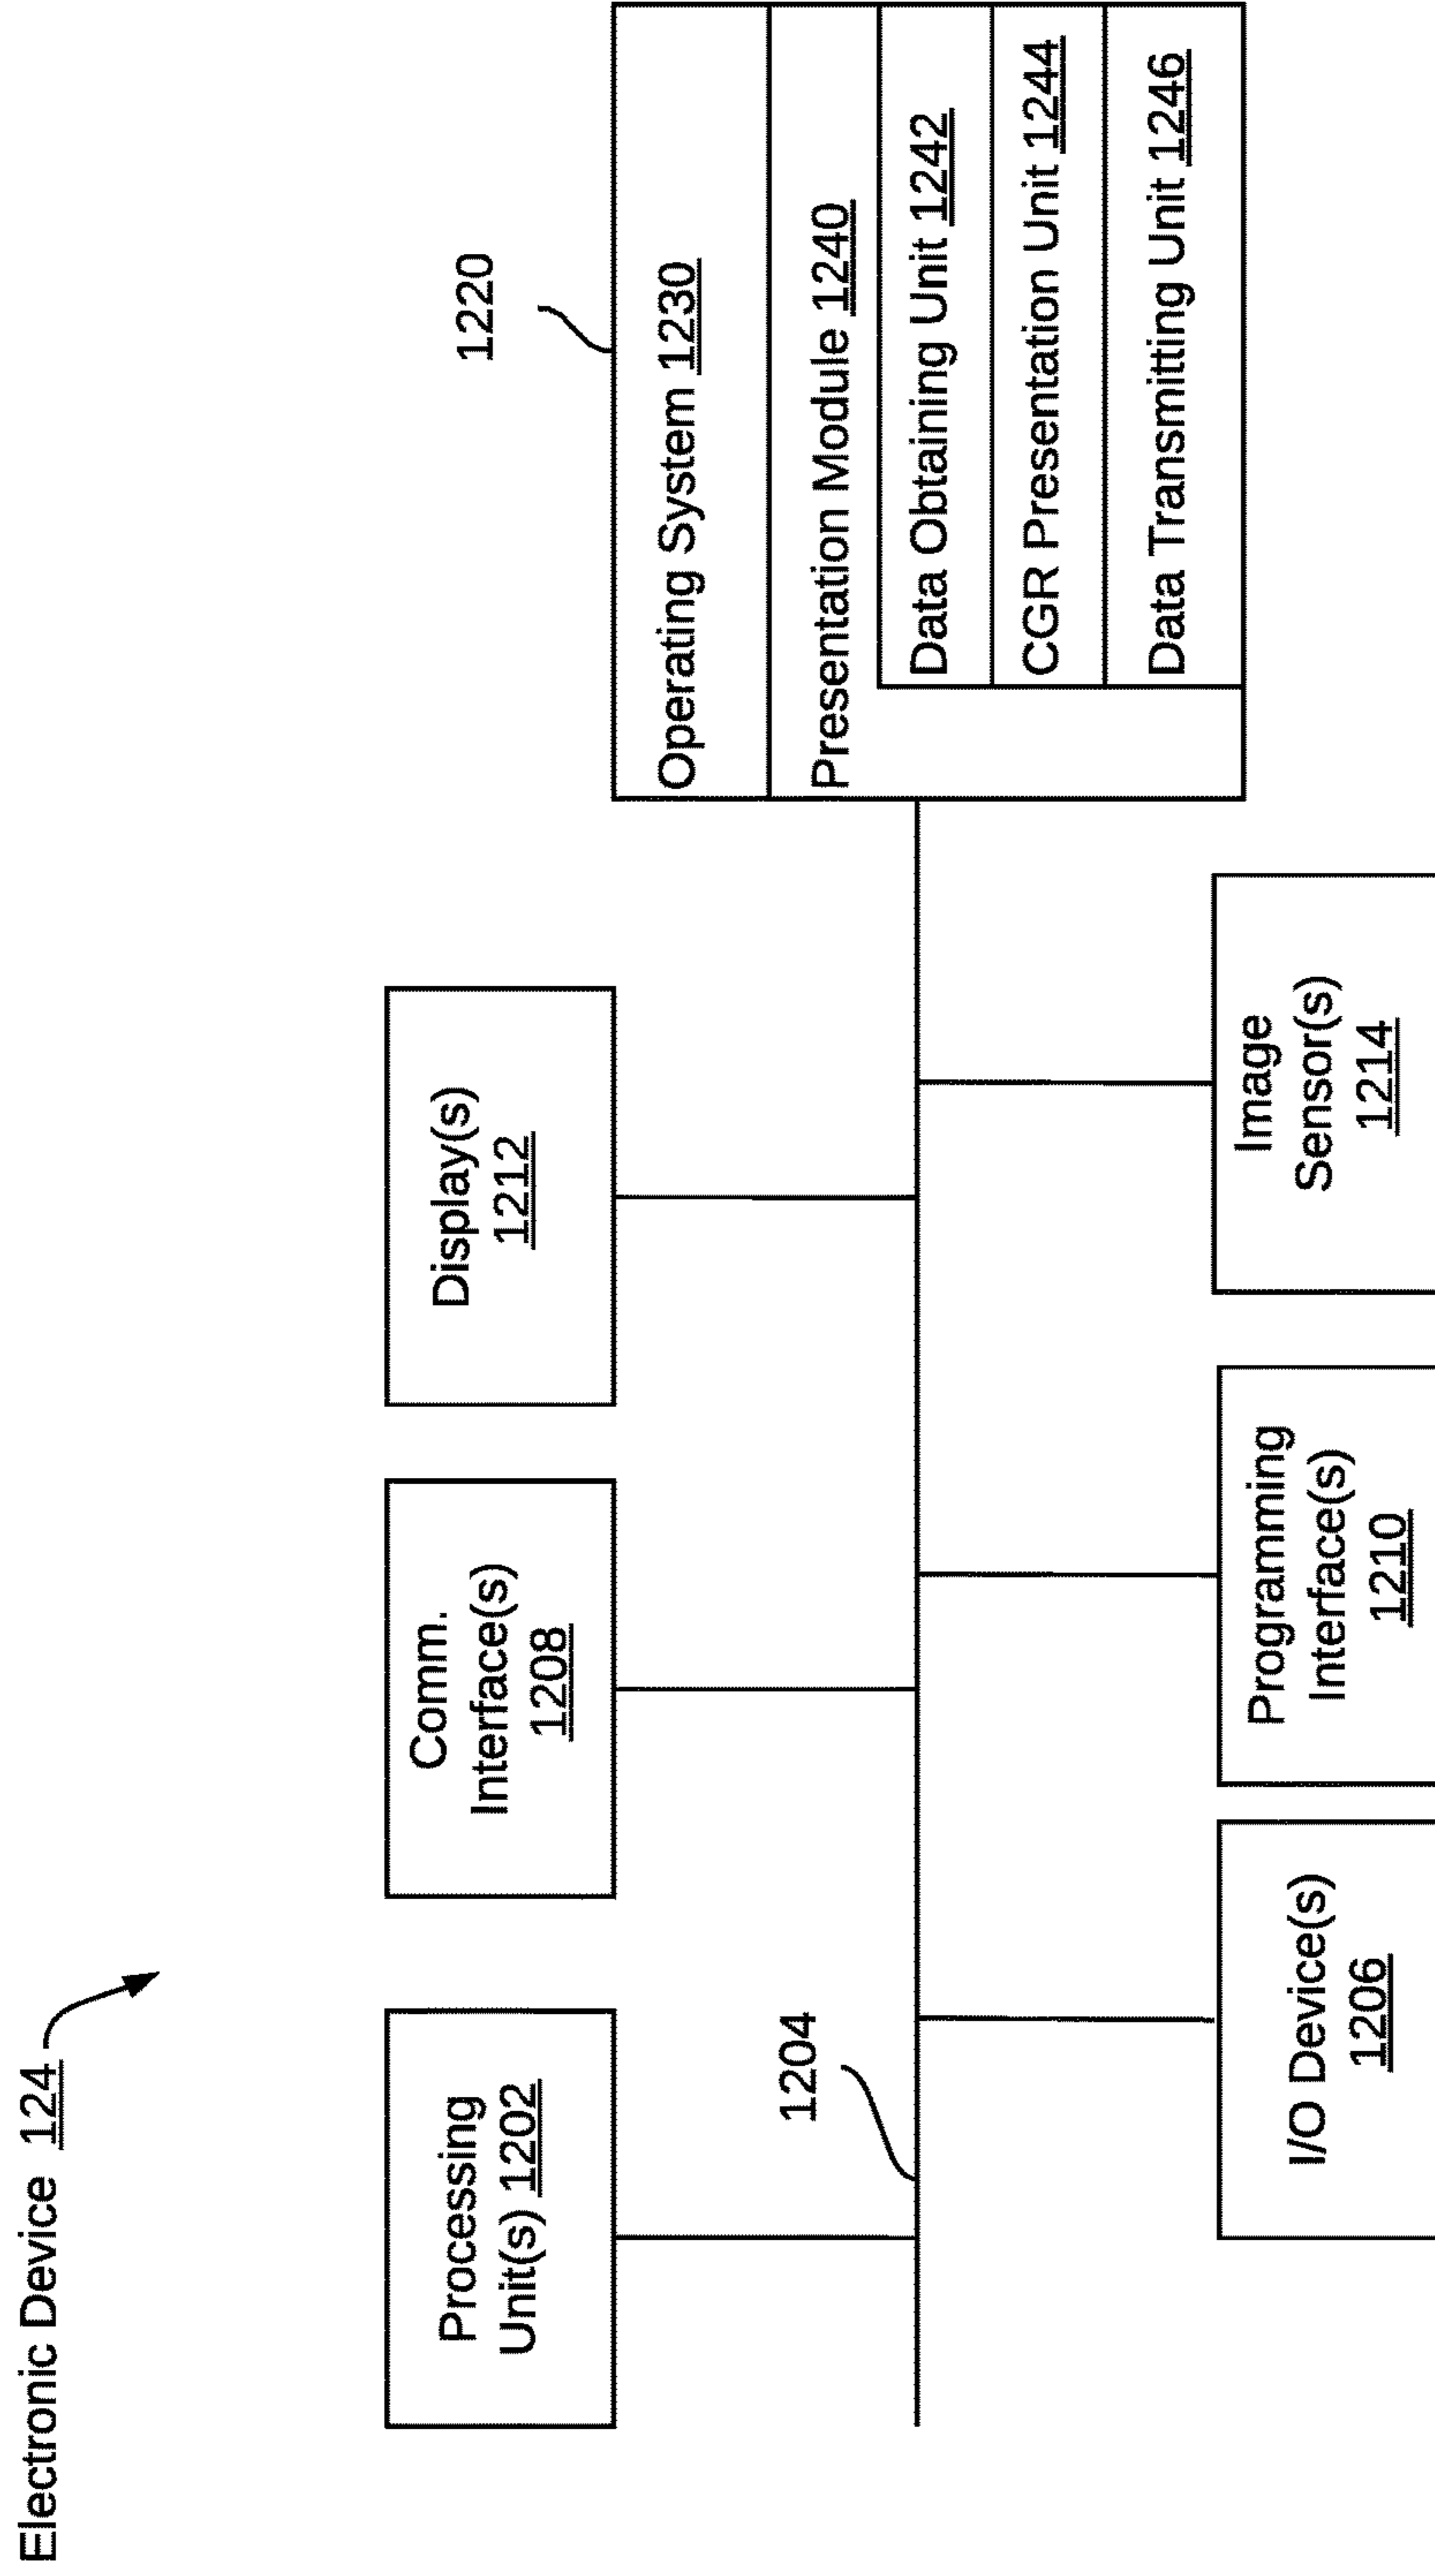 Electronic Device 124
Processing
Unit(s) 1202
Comm.
Interface(s)
1208
Display(s)
1212
1220
1204
Operating System 1230
Presentation Module 1240
Data Obtaining Unit 1242
CGR Presentation Unit 1244
Data Transmitting Unit 1246
I/O Device(s)
1206
Programming
Interface(s)
1210
Image
Sensor(s)
1214